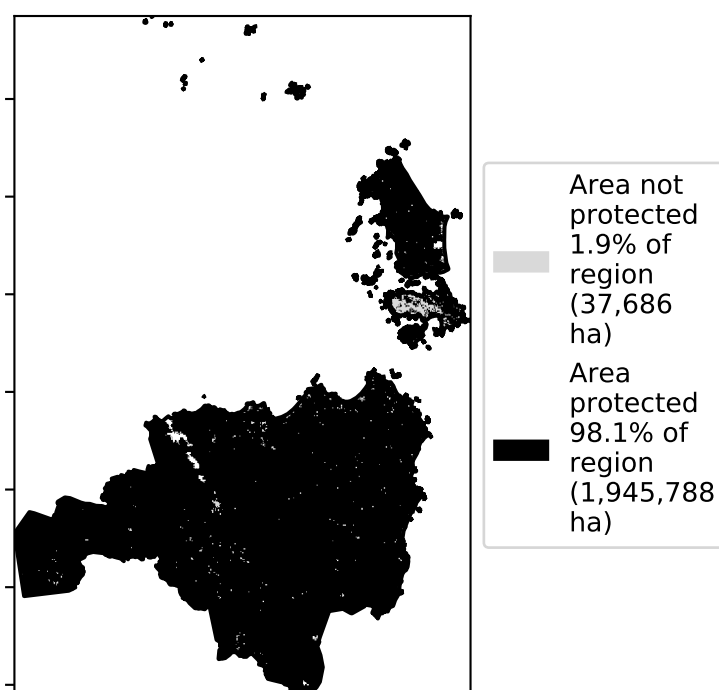 Area not
protected
1.9% of
region
(37,686
ha)
Area
protected
98.1% of
region
(1,945,788
ha)